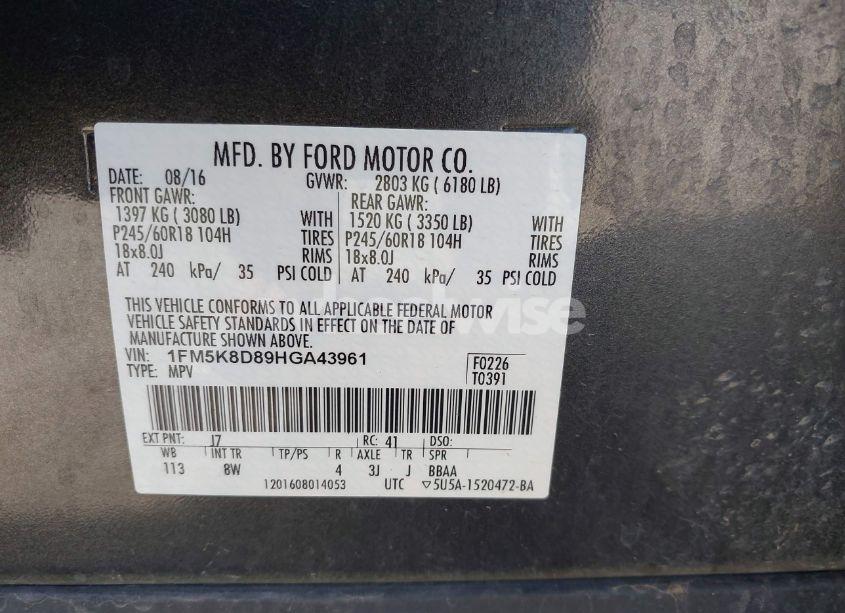 MFD. BY FORD MOTOR CO.
DATE: 08/16 GVWR: 2803 KG ( 6180 LB)
FRONT GAWR: REAR GAWR:
1397 KG ( 3080 LB) WITH 1520 KG ( 3350 LB) WITH
P245/60R18 104H TIRES P245/60R18 104H TIRES
18x8.0J RIMS 18x8.0J RIMS
AT 240 kPa/ 35 PSI COLD AT 240 kPa/ 35 PSI COLD
THIS VEHICLE CONFORMS TO ALL APPLICABLE FEDERAL MOTOR
VEHICLE SAFETY STANDARDS IN EFFECT ON THE DATE OF
MANUFACTURE SHOWN ABOVE.
VIN: 1FM5K8D89HGA43961 F0226
TYPE: MPV T0391
EXT PNT: J7 RC: 41 DSO:
WB INT TR TP/PS R AXLE TR SPR
113 8W 4 3J J BBAA
1201608014053 UTC ▽5U5A-1520472-BA